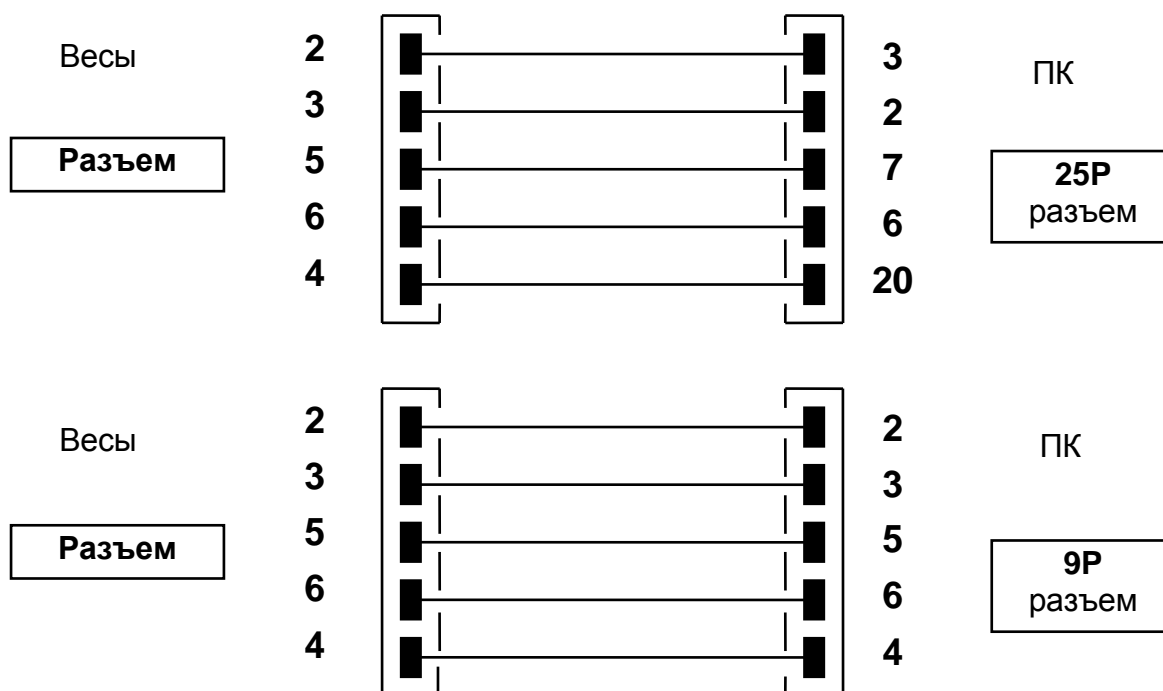 Весы 2 3 ПК
3 2
Разъем 5 7 25P
разъем
6 6
4 20
Весы 2 2 ПК
3 3
Разъем 5 5 9P
разъем
6 6
4 4